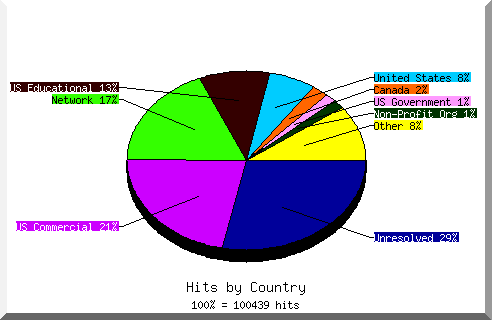 United States 8%
US Educational 13%
Canada 2%
Network 17%
US Government 1%
Non-Profit Org 1%
Other 8%
US Commercial 21%
Unresolved 29%
Hits by Country
100% = 100439 hits